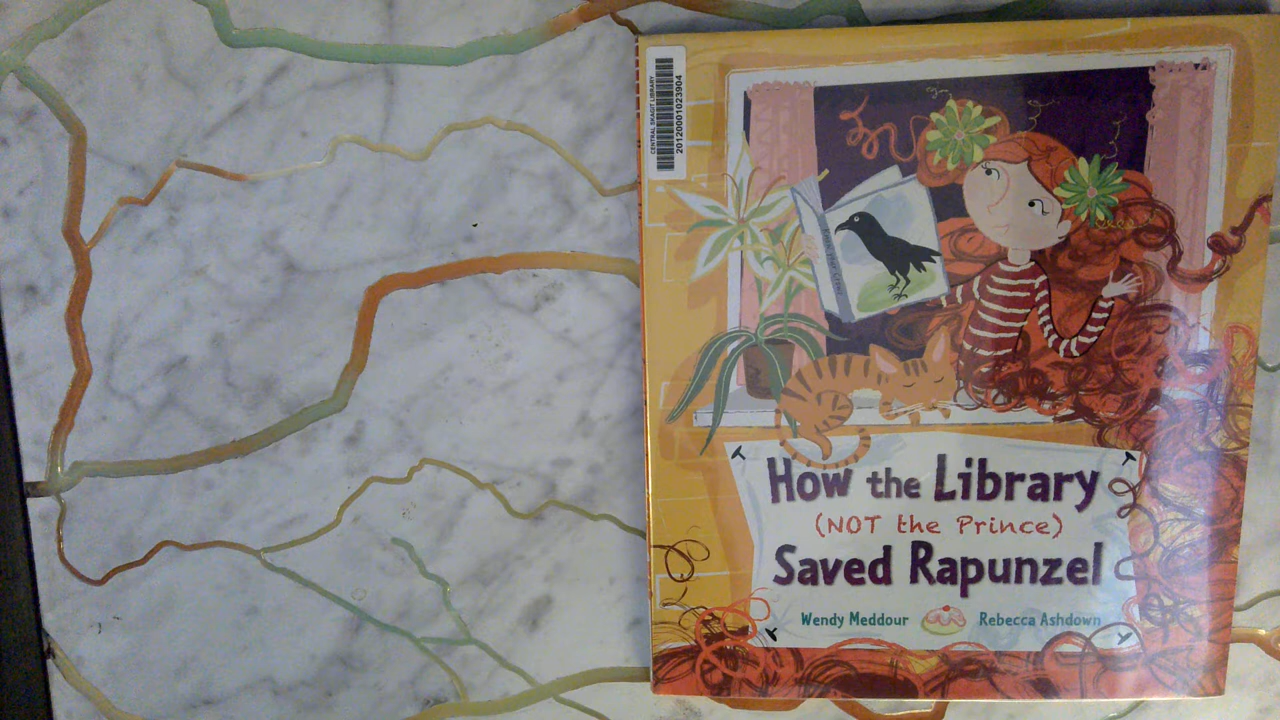 CENTRAL SKAGIT LIBRARY
20120001023904
How the Library
(NOT the Prince)
Saved Rapunzel
Wendy Meddour
Rebecca Ashdown